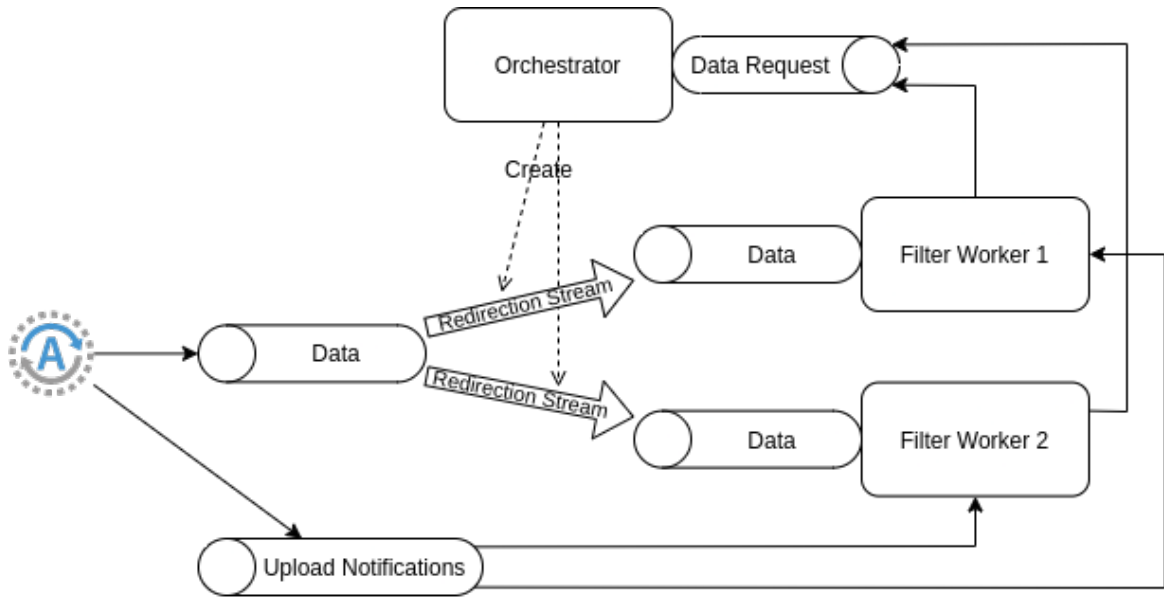 Orchestrator
Data Request
Create
Data
Filter Worker 1
Redirection Stream
A
Data
Redirection Stream
Data
Filter Worker 2
Upload Notifications